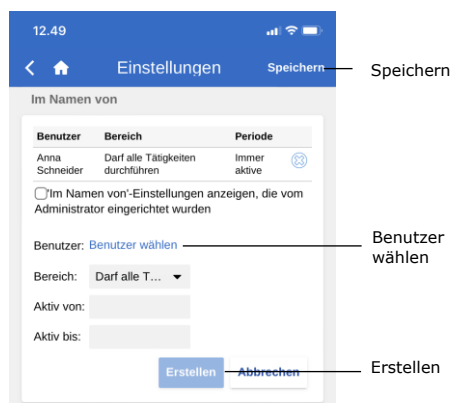 12.49
Einstellungen
Speichern
Speichern
Im Namen von
Benutzer Bereich Periode
Anna Schneider
Darf alle Tätigkeiten durchführen
Immer aktive
'Im Namen von'-Einstellungen anzeigen, die vom
Administrator eingerichtet wurden
Benutzer: Benutzer wählen
Benutzer
wählen
Bereich: Darf alle T...
Aktiv von:
Aktiv bis:
Erstellen Abbrechen
Erstellen